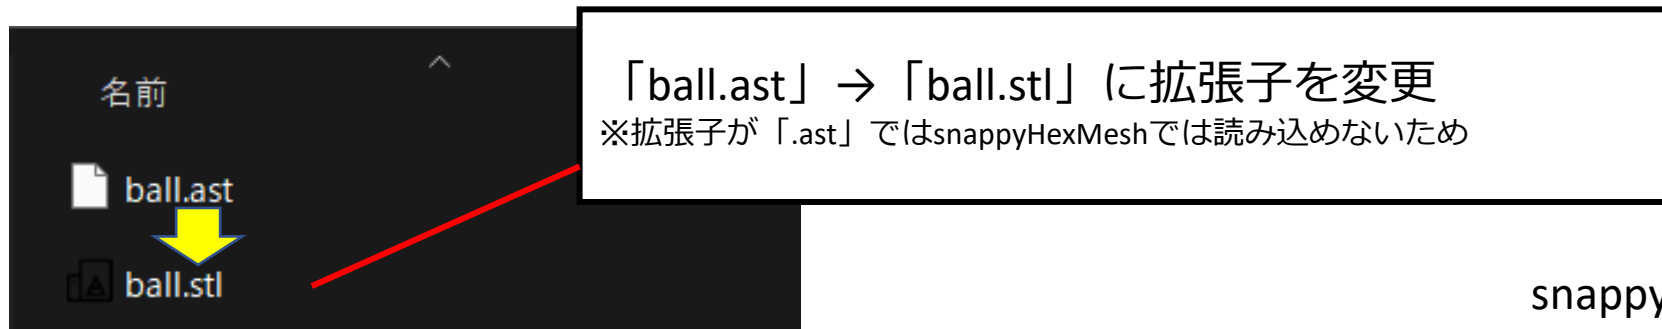 名前
ball.ast
ball.stl
「ball.ast」→「ball.stl」に拡張子を変更
※拡張子が「.ast」ではsnappyHexMeshでは読み込めないため
snappy